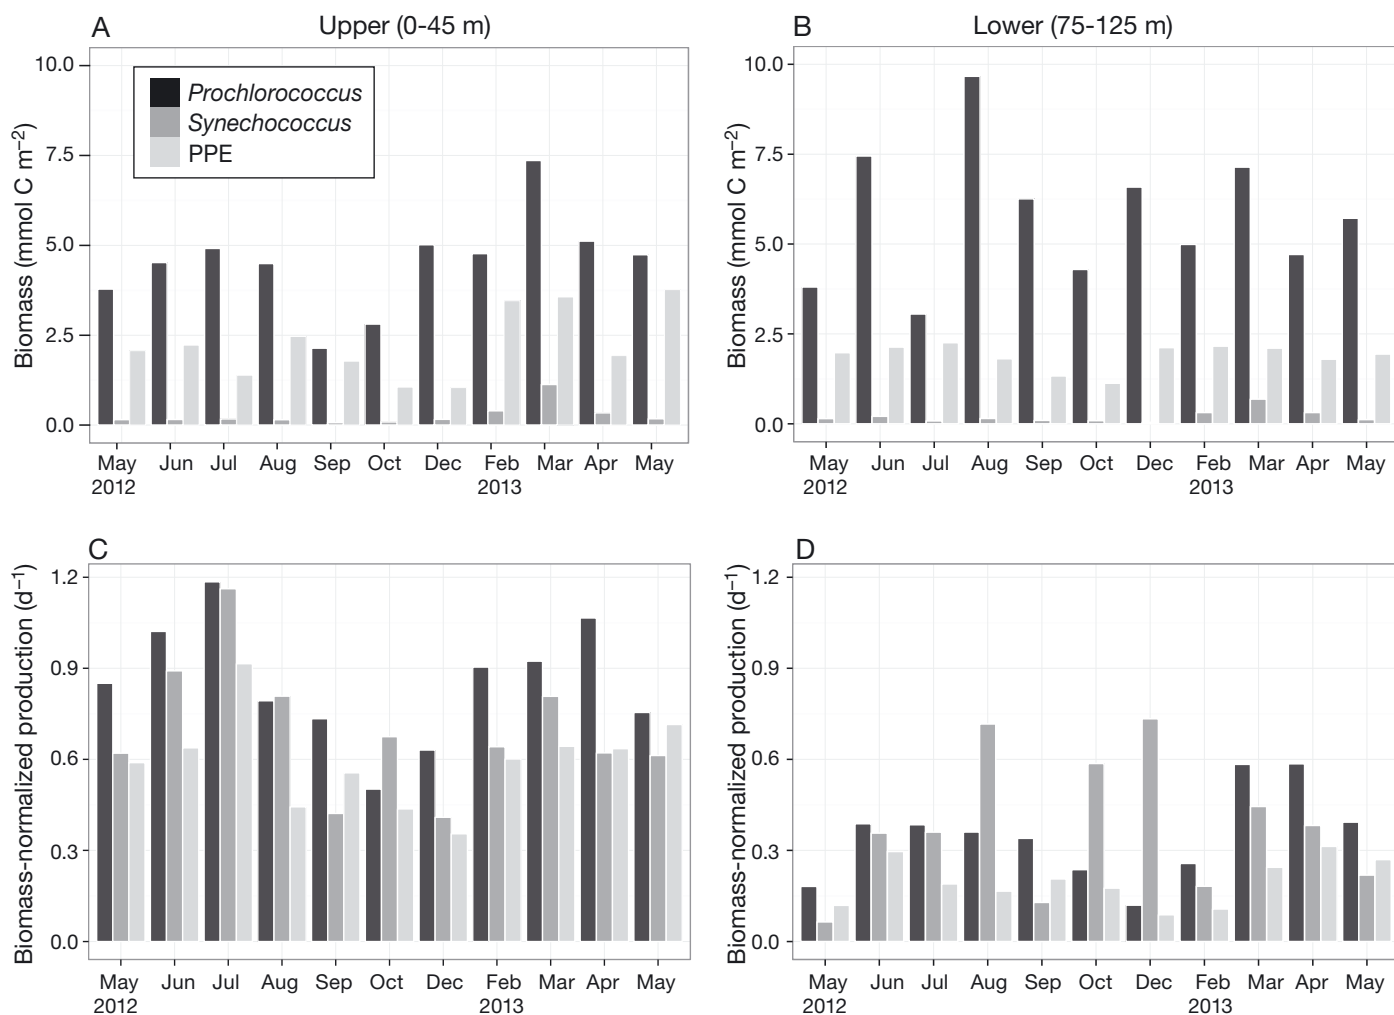 A
Upper (0-45 m)
Biomass (mmol C m⁻²)
10.0
7.5
5.0
2.5
0.0
Prochlorococcus
Synechococcus
PPE
May Jun Jul Aug Sep Oct Dec Feb Mar Apr May
2012 2013
B
Lower (75-125 m)
Biomass (mmol C m⁻²)
10.0
7.5
5.0
2.5
0.0
May Jun Jul Aug Sep Oct Dec Feb Mar Apr May
2012 2013
C
Biomass-normalized production (d⁻¹)
1.2
0.9
0.6
0.3
0.0
May Jun Jul Aug Sep Oct Dec Feb Mar Apr May
2012 2013
D
Biomass-normalized production (d⁻¹)
1.2
0.9
0.6
0.3
0.0
May Jun Jul Aug Sep Oct Dec Feb Mar Apr May
2012 2013